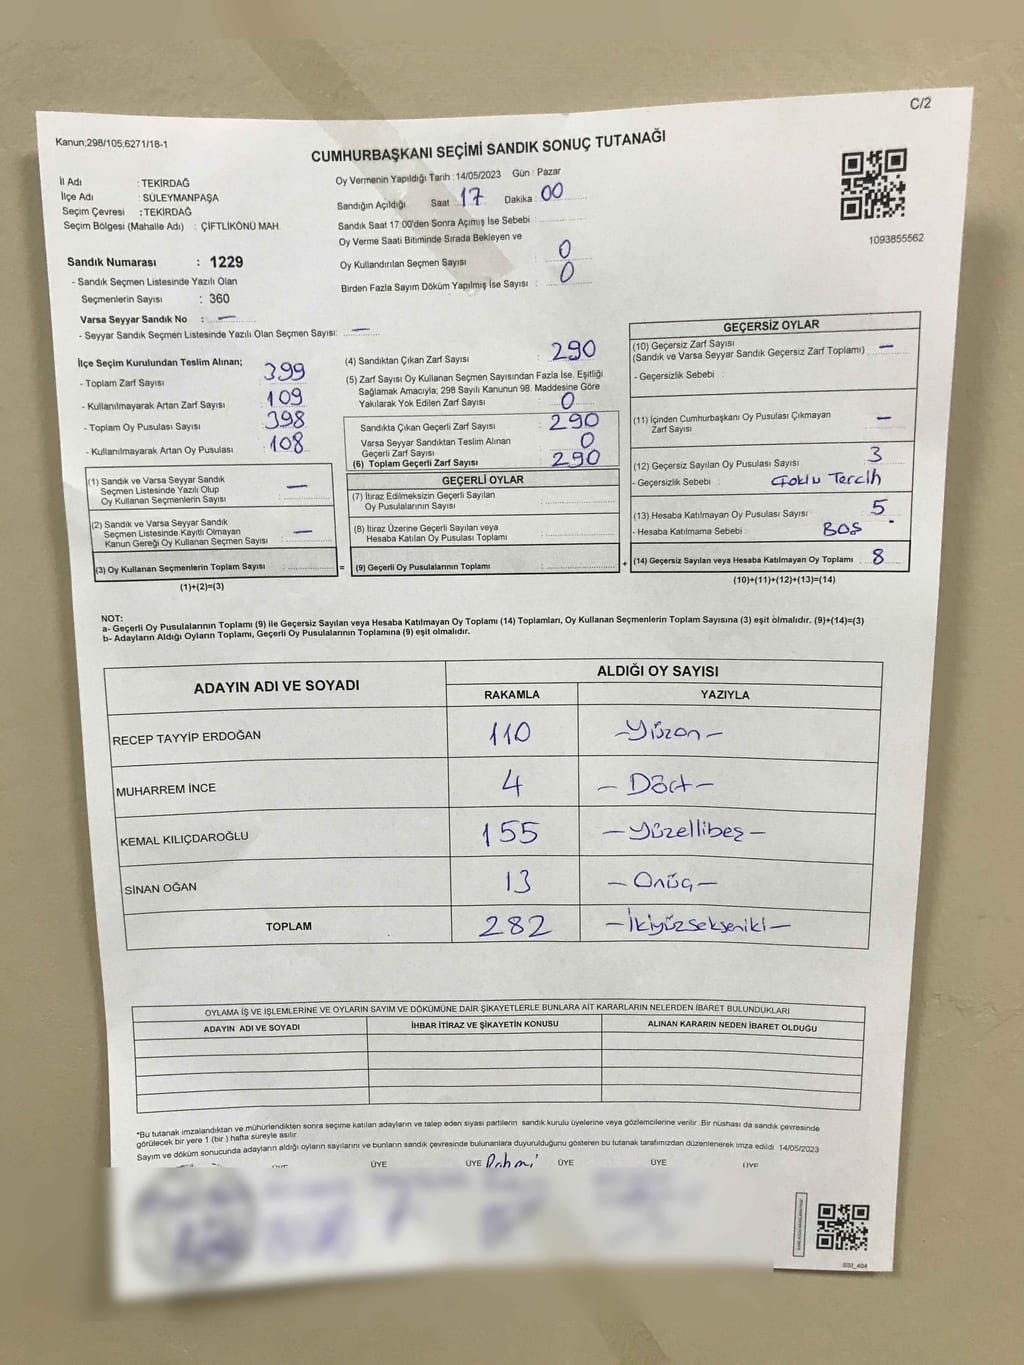 C/2
Kanun;298/105;6271/18-1
CUMHURBAŞKANI SEÇİMİ SANDIK SONUÇ TUTANAĞI
İl Adı : TEKİRDAĞ
İlçe Adı : SÜLEYMANPAŞA
Seçim Çevresi : TEKİRDAĞ
Seçim Bölgesi (Mahalle Adı) : ÇİFTLİKÖNÜ MAH
Oy Vermenin Yapıldığı Tarih :14/05/2023 Gün : Pazar
Sandığın Açıldığı Saat : 17 Dakika : 00
Sandık Saat 17:00'den Sonra Açımış İse Sebebi :
Oy Verme Saati Bitiminde Sırada Bekleyen ve
Oy Kullandırılan Seçmen Sayısı : 0
Birden Fazla Sayım Döküm Yapılmış İse Sayısı : 0
1093855562
Sandık Numarası : 1229
- Sandık Seçmen Listesinde Yazılı Olan
Seçmenlerin Sayısı : 360
Varsa Seyyar Sandık No : —
- Seyyar Sandık Seçmen Listesinde Yazılı Olan Seçmen Sayısı: —
İlçe Seçim Kurulundan Teslim Alınan;
- Toplam Zarf Sayısı 399
- Kullanılmayarak Artan Zarf Sayısı 109
- Toplam Oy Pusulası Sayısı 398
- Kullanılmayarak Artan Oy Pusulası 108
(4) Sandıktan Çıkan Zarf Sayısı : 290
(5) Zarf Sayısı Oy Kullanan Seçmen Sayısından Fazla İse, Eşitliği
Sağlamak Amacıyla; 298 Sayılı Kanunun 98. Maddesine Göre
Yakılarak Yok Edilen Zarf Sayısı : 0
Sandıkta Çıkan Geçerli Zarf Sayısı : 290
Varsa Seyyar Sandıktan Teslim Alınan
Geçerli Zarf Sayısı : 0
(6) Toplam Geçerli Zarf Sayısı : 290
GEÇERSİZ OYLAR
(10) Geçersiz Zarf Sayısı
(Sandık ve Varsa Seyyar Sandık Geçersiz Zarf Toplamı) : —
- Geçersizlik Sebebi :
(11) İçinden Cumhurbaşkanı Oy Pusulası Çıkmayan
Zarf Sayısı : —
(12) Geçersiz Sayılan Oy Pusulası Sayısı : 3
- Geçersizlik Sebebi : Çoklu Tercih
(13) Hesaba Katılmayan Oy Pusulası Sayısı : 5
- Hesaba Katılmama Sebebi : BOŞ
(14) Geçersiz Sayılan veya Hesaba Katılmayan Oy Toplamı : 8
(10)+(11)+(12)+(13)=(14)
(1) Sandık ve Varsa Seyyar Sandık
Seçmen Listesinde Yazılı Olup
Oy Kullanan Seçmenlerin Sayısı : —
(2) Sandık ve Varsa Seyyar Sandık
Seçmen Listesinde Kayıtlı Olmayan
Kanun Gereği Oy Kullanan Seçmen Sayısı : —
(3) Oy Kullanan Seçmenlerin Toplam Sayısı : =
(1)+(2)=(3)
GEÇERLİ OYLAR
(7) İtiraz Edilmeksizin Geçerli Sayılan
Oy Pusulalarının Sayısı :
(8) İtiraz Üzerine Geçerli Sayılan veya
Hesaba Katılan Oy Pusulası Toplamı :
(9) Geçerli Oy Pusulalarının Toplamı : +
NOT:
a- Geçerli Oy Pusulalarının Toplamı (9) ile Geçersiz Sayılan veya Hesaba Katılmayan Oy Toplamı (14) Toplamları, Oy Kullanan Seçmenlerin Toplam Sayısına (3) eşit olmalıdır. (9)+(14)=(3)
b- Adayların Aldığı Oyların Toplamı, Geçerli Oy Pusulalarının Toplamına (9) eşit olmalıdır.
ADAYIN ADI VE SOYADI ALDIĞI OY SAYISI
RAKAMLA YAZIYLA
RECEP TAYYİP ERDOĞAN 110 -Yüzon-
MUHARREM İNCE 4 -Dört-
KEMAL KILIÇDAROĞLU 155 -Yüzellibeş-
SİNAN OĞAN 13 -Onüç-
TOPLAM 282 -İkiyüzsekseniki-
OYLAMA İŞ VE İŞLEMLERİNE VE OYLARIN SAYIM VE DÖKÜMÜNE DAİR ŞİKAYETLERLE BUNLARA AİT KARARLARIN NELERDEN İBARET BULUNDUKLARI
ADAYIN ADI VE SOYADI İHBAR İTİRAZ VE ŞİKAYETİN KONUSU ALINAN KARARIN NEDEN İBARET OLDUĞU
*Bu tutanak imzalandıktan ve mühürlendikten sonra seçime katılan adayların ve talep eden siyasi partilerin sandık kurulu üyelerine veya gözlemcilerine verilir. Bir nüshası da sandık çevresinde
görülecek bir yere 1 (bir ) hafta süreyle asılır.
Sayım ve döküm sonucunda adayların aldığı oyların sayılarını ve bunların sandık çevresinde bulunanlara duyurulduğunu gösteren bu tutanak tarafımızdan düzenlenerek imza edildi 14/05/2023
ÜYE ÜYE ÜYE Rahmi ÜYE ÜYE ÜYE